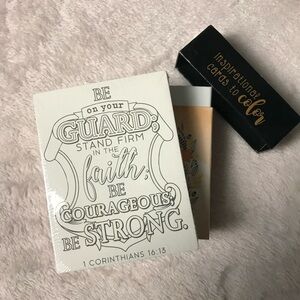 BE
on your
GUARD;
STAND FIRM
IN THE
faith;
BE
COURAGEOUS;
BE STRONG.
1 CORINTHIANS 16:13
inspirational
cards to color